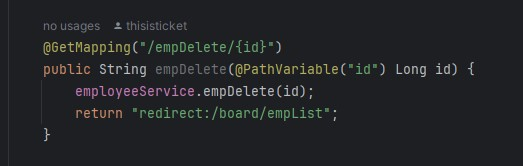 no usages thisisticket
@GetMapping("/empDelete/{id}")
public String empDelete(@PathVariable("id") Long id) {
    employeeService.empDelete(id);
    return "redirect:/board/empList";
}